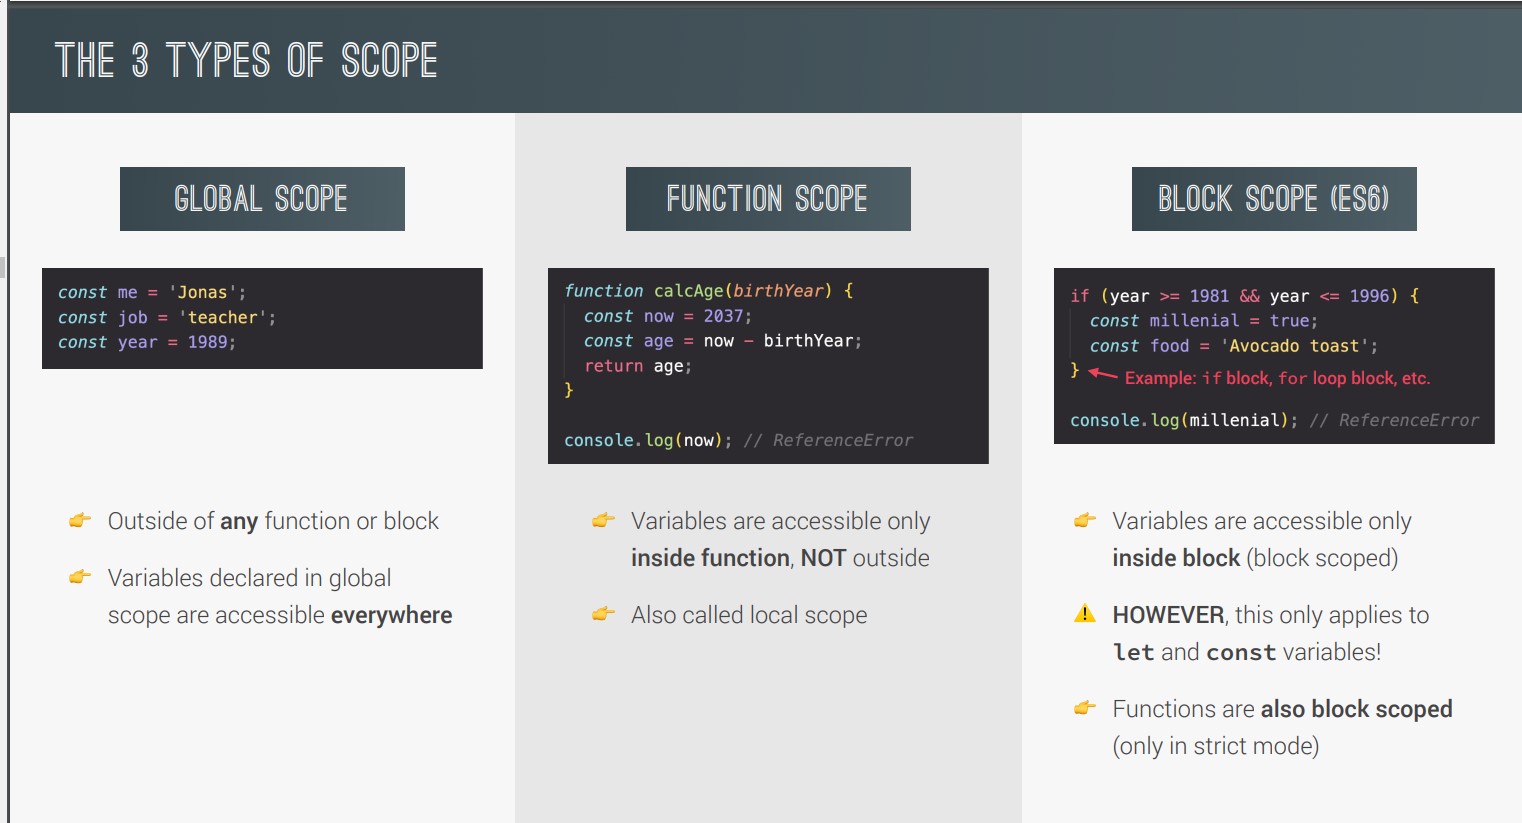 THE 3 TYPES OF SCOPE
GLOBAL SCOPE
const me = 'Jonas';
const job = 'teacher';
const year = 1989;
Outside of any function or block
Variables declared in global
scope are accessible everywhere
FUNCTION SCOPE
function calcAge(birthYear) {
const now = 2037;
const age = now − birthYear;
return age;
}
console.log(now); // ReferenceError
Variables are accessible only
inside function, NOT outside
Also called local scope
BLOCK SCOPE (ES6)
if (year >= 1981 && year <= 1996) {
const millenial = true;
const food = 'Avocado toast';
} Example: if block, for loop block, etc.
console.log(millenial); // ReferenceError
Variables are accessible only
inside block (block scoped)
HOWEVER, this only applies to
let and const variables!
Functions are also block scoped
(only in strict mode)